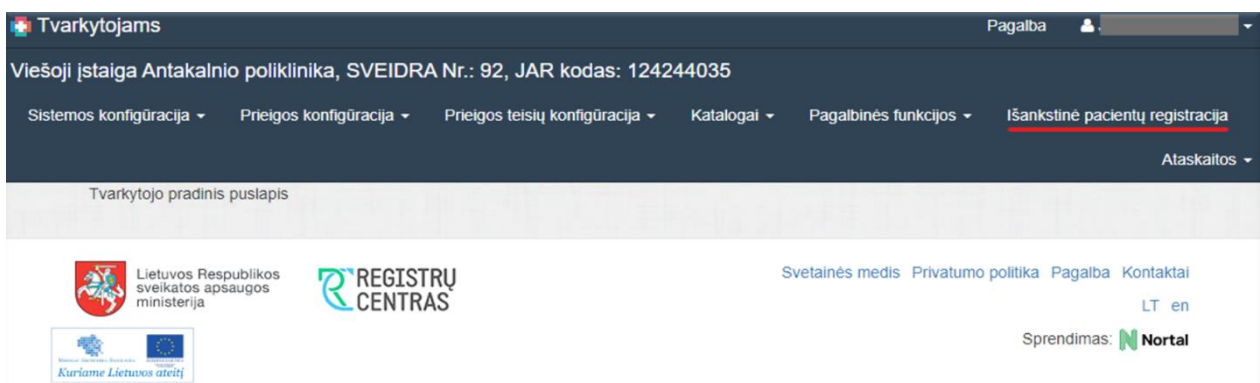 Tvarkytojams Pagalba
Viešoji įstaiga Antakalnio poliklinika, SVEIDRA Nr.: 92, JAR kodas: 124244035
Sistemos konfigūracija Prieigos konfigūracija Prieigos teisių konfigūracija Katalogai Pagalbinės funkcijos Išankstinė pacientų registracija
Ataskaitos
Tvarkytojo pradinis puslapis
Lietuvos Respublikos
sveikatos apsaugos
ministerija
REGISTRŲ
CENTRAS
Svetainės medis Privatumo politika Pagalba Kontaktai
LT en
Sprendimas: Nortal
Kuriame Lietuvos ateitį